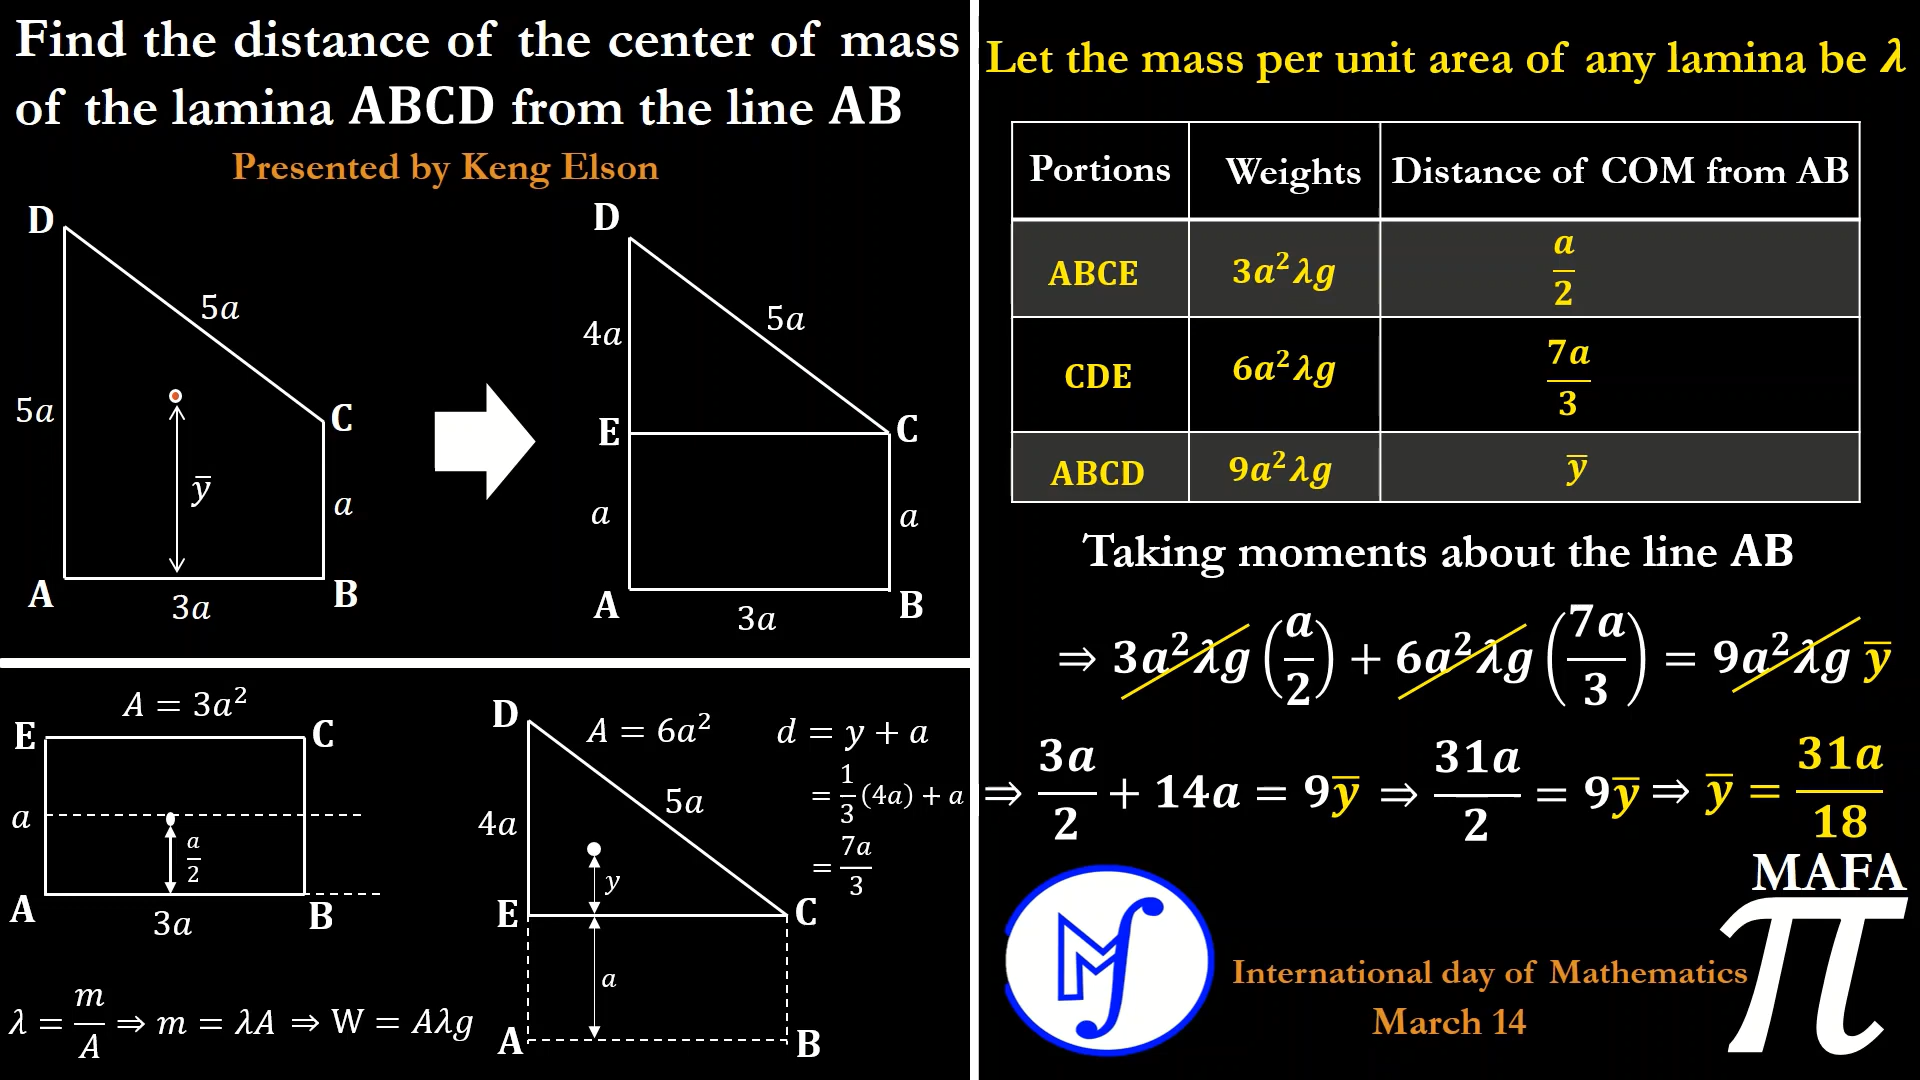 Find the distance of the center of mass
of the lamina ABCD from the line AB
Presented by Keng Elson
D
5a
5a
C
y̅
a
A
3a
B
D
4a
5a
E
C
a
a
A
3a
B
A = 3a²
E
C
a
a/2
A
3a
B
λ = m/A ⇒ m = λA ⇒ W = Aλg
D
A = 6a²
d = y + a
= 1/3 (4a) + a
= 7a/3
5a
4a
y
E
C
a
A
B
Let the mass per unit area of any lamina be λ
Portions Weights Distance of COM from AB
ABCE 3a²λg a/2
CDE 6a²λg 7a/3
ABCD 9a²λg y̅
Taking moments about the line AB
⇒ 3a²λg (a/2) + 6a²λg (7a/3) = 9a²λg y̅
⇒ 3a/2 + 14a = 9y̅ ⇒ 31a/2 = 9y̅ ⇒ y̅ = 31a/18
MAFA
π
M∫
International day of Mathematics
March 14